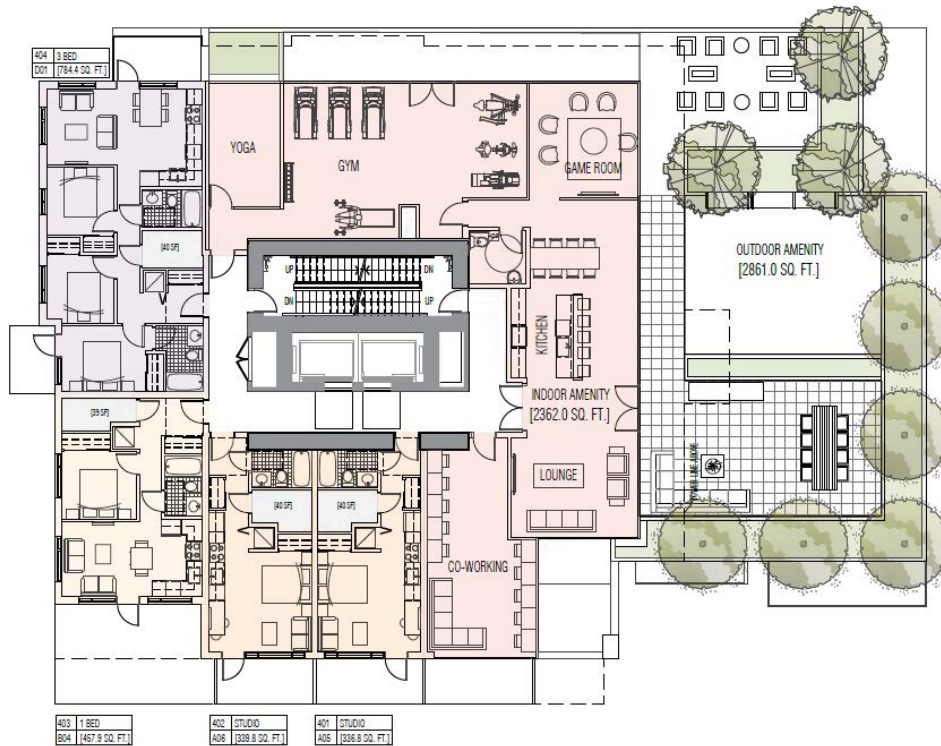 404 3 BED
D01 [784.4 SQ. FT.]
YOGA
GYM
GAME ROOM
[40 SF]
UP
DN
DN
UP
OUTDOOR AMENITY
[2861.0 SQ. FT.]
KITCHEN
INDOOR AMENITY
[2362.0 SQ. FT.]
[39 SF]
LOUNGE
TOWER LINE ABOVE
[40 SF]
[40 SF]
CO-WORKING
403 1 BED
B04 [457.9 SQ. FT.]
402 STUDIO
A06 [339.8 SQ. FT.]
401 STUDIO
A05 [336.8 SQ. FT.]